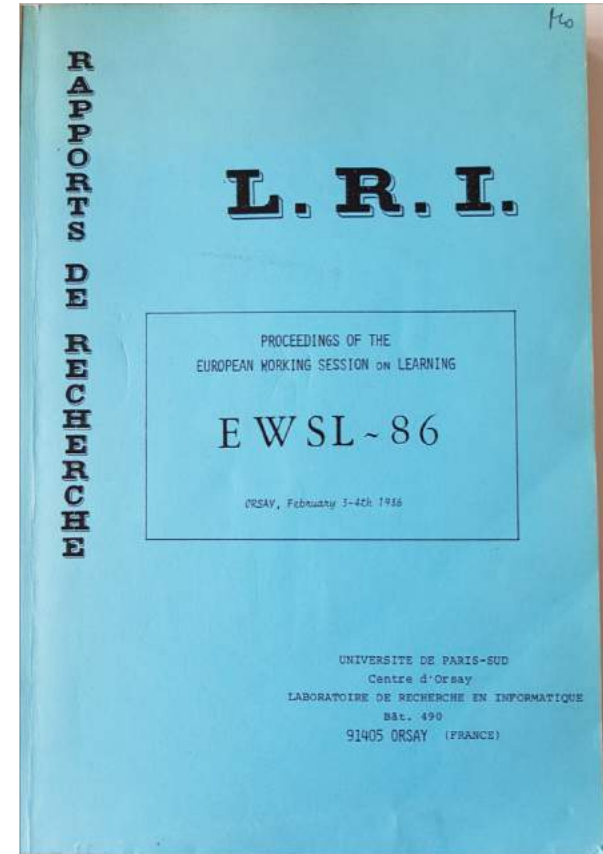 RAPPORTS DE RECHERCHE
L. R. I.
PROCEEDINGS OF THE
EUROPEAN WORKING SESSION ON LEARNING
EWSL~86
ORSAY, February 3-4th 1986
UNIVERSITE DE PARIS-SUD
Centre d'Orsay
LABORATOIRE DE RECHERCHE EN INFORMATIQUE
Bât. 490
91405 ORSAY (FRANCE)